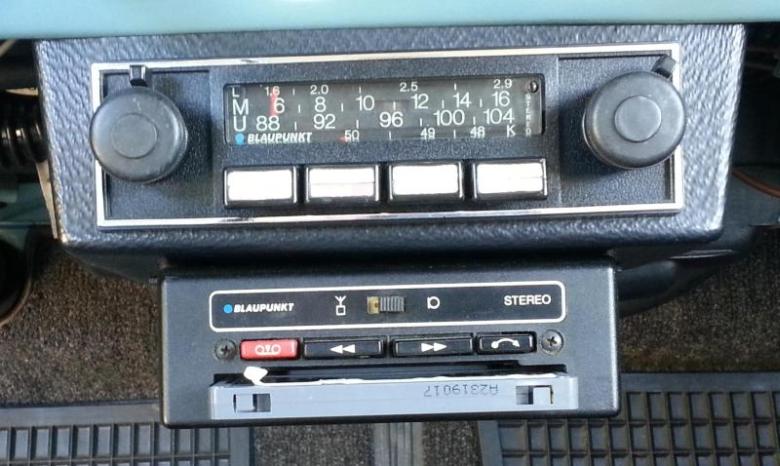 L 1.6 2.0 2.5 2.9
M 6 8 10 12 14 16
U 88 92 96 100 104
BLAUPUNKT 50 49 48 K
STEREO
BLAUPUNKT STEREO
A2319017